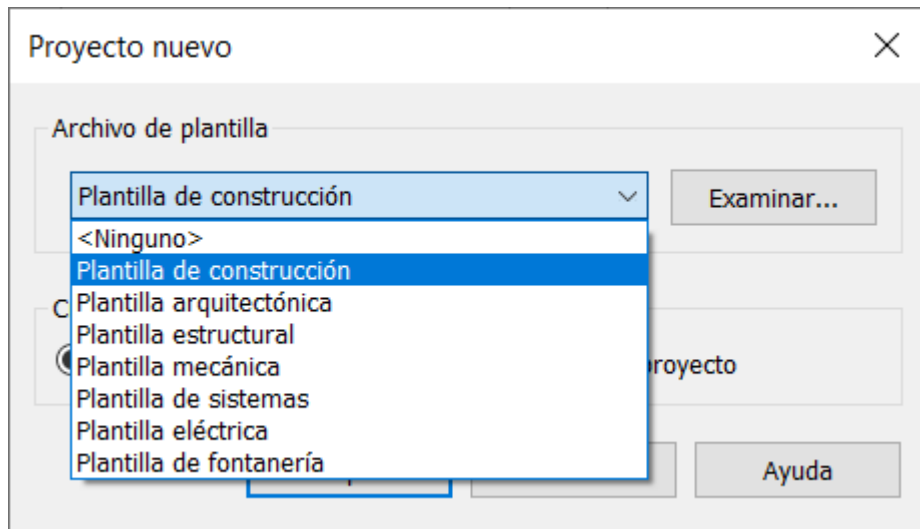 Proyecto nuevo
Archivo de plantilla
Plantilla de construcción
Examinar...
<Ninguno>
Plantilla de construcción
Plantilla arquitectónica
Plantilla estructural
Plantilla mecánica
proyecto
Plantilla de sistemas
Plantilla eléctrica
Plantilla de fontanería
Ayuda